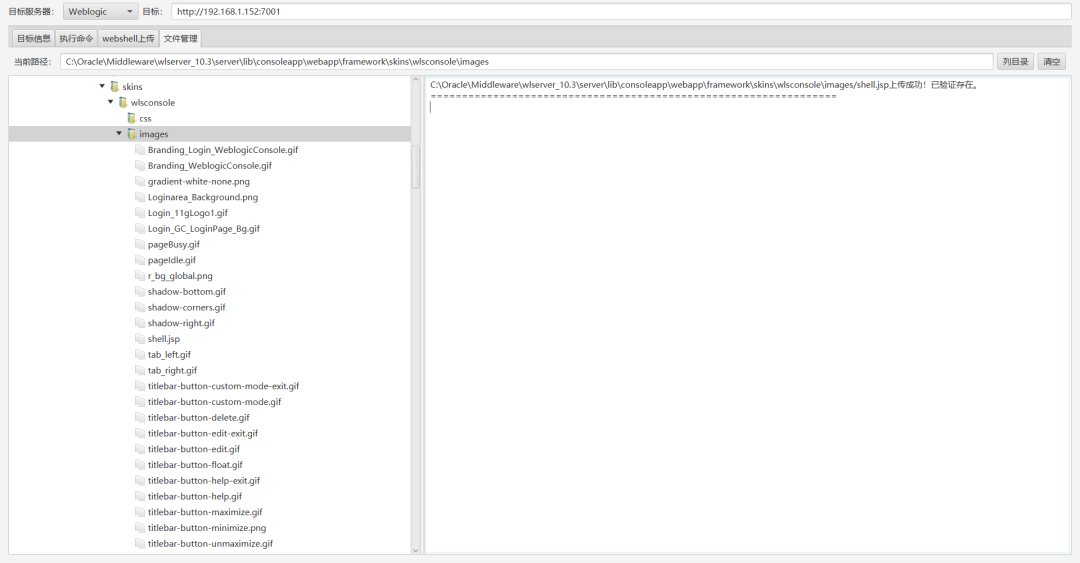 目标服务器： Weblogic 目标： http://192.168.1.152:7001
目标信息 执行命令 webshell上传 文件管理
当前路径： C:\Oracle\Middleware\wlserver_10.3\server\lib\consoleapp\webapp\framework\skins\wlsconsole\images 列目录 清空
skins
wlsconsole
css
images
Branding_Login_WeblogicConsole.gif
Branding_WeblogicConsole.gif
gradient-white-none.png
Loginarea_Background.png
Login_11gLogo1.gif
Login_GC_LoginPage_Bg.gif
pageBusy.gif
pageIdle.gif
r_bg_global.png
shadow-bottom.gif
shadow-corners.gif
shadow-right.gif
shell.jsp
tab_left.gif
tab_right.gif
titlebar-button-custom-mode-exit.gif
titlebar-button-custom-mode.gif
titlebar-button-delete.gif
titlebar-button-edit-exit.gif
titlebar-button-edit.gif
titlebar-button-float.gif
titlebar-button-help-exit.gif
titlebar-button-help.gif
titlebar-button-maximize.gif
titlebar-button-minimize.png
titlebar-button-unmaximize.gif
C:\Oracle\Middleware\wlserver_10.3\server\lib\consoleapp\webapp\framework\skins\wlsconsole\images/shell.jsp上传成功！已验证存在。
===================================================================